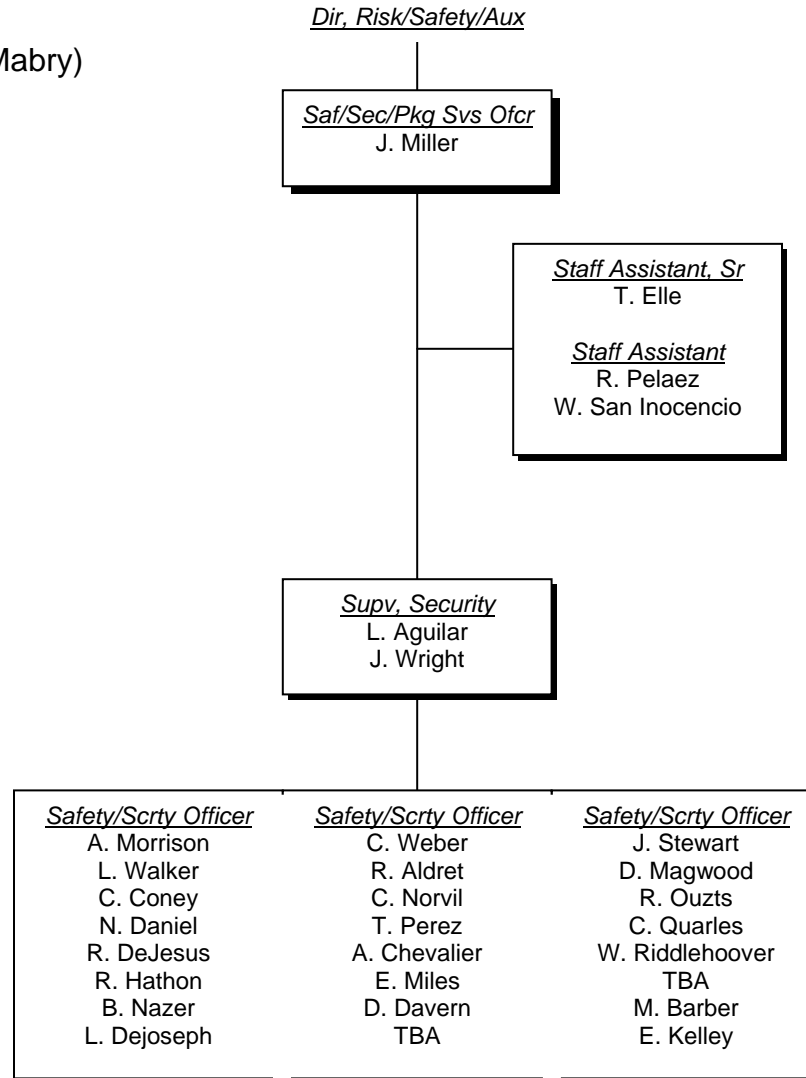 Dir, Risk/Safety/Aux
Mabry)
Saf/Sec/Pkg Svs Ofcr
J. Miller
Staff Assistant, Sr
T. Elle
Staff Assistant
R. Pelaez
W. San Inocencio
Supv, Security
L. Aguilar
J. Wright
Safety/Scrty Officer
A. Morrison
L. Walker
C. Coney
N. Daniel
R. DeJesus
R. Hathon
B. Nazer
L. Dejoseph
Safety/Scrty Officer
C. Weber
R. Aldret
C. Norvil
T. Perez
A. Chevalier
E. Miles
D. Davern
TBA
Safety/Scrty Officer
J. Stewart
D. Magwood
R. Ouzts
C. Quarles
W. Riddlehoover
TBA
M. Barber
E. Kelley